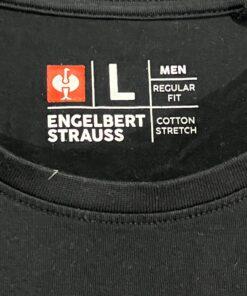 L
MEN
REGULAR
FIT
ENGELBERT
STRAUSS
COTTON
STRETCH